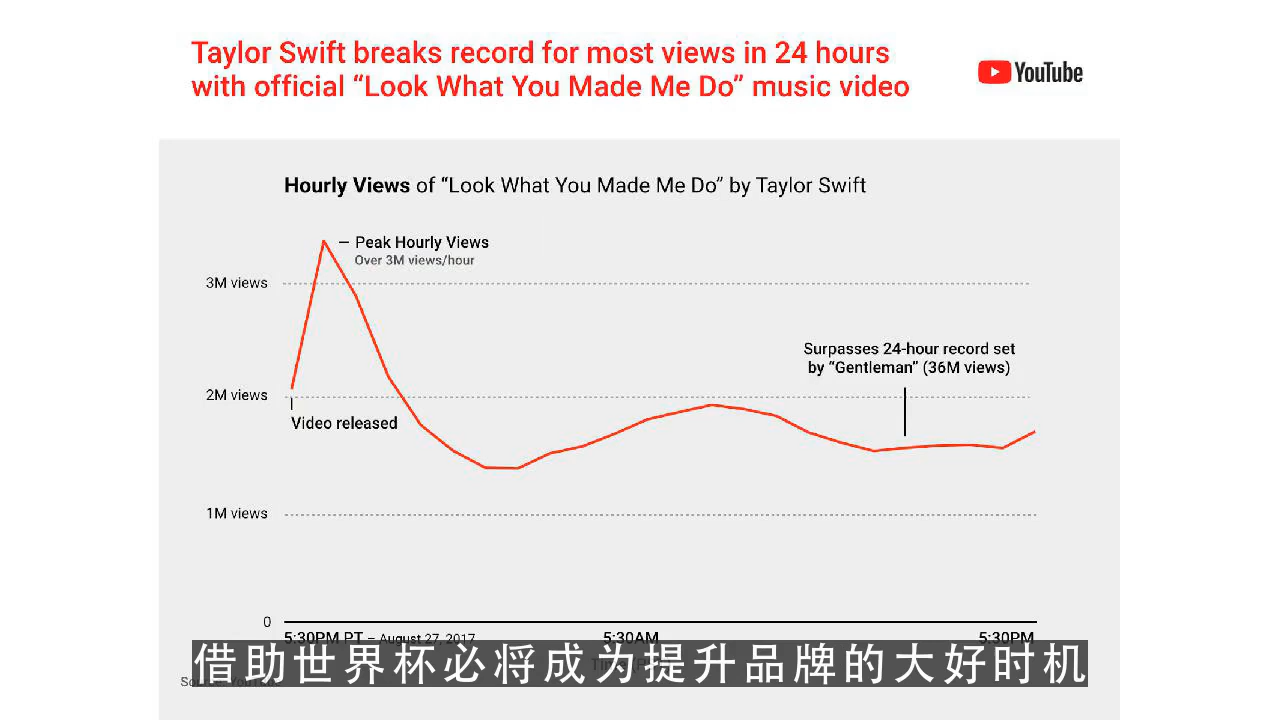 Taylor Swift breaks record for most views in 24 hours
with official “Look What You Made Me Do” music video
YouTube
Hourly Views of “Look What You Made Me Do” by Taylor Swift
– Peak Hourly Views
Over 3M views/hour
3M views
Surpasses 24-hour record set
by “Gentleman” (36M views)
2M views
Video released
1M views
0
5:30PM PT – August 27, 2017
5:30AM
5:30PM
借助世界杯必将成为提升品牌的大好时机